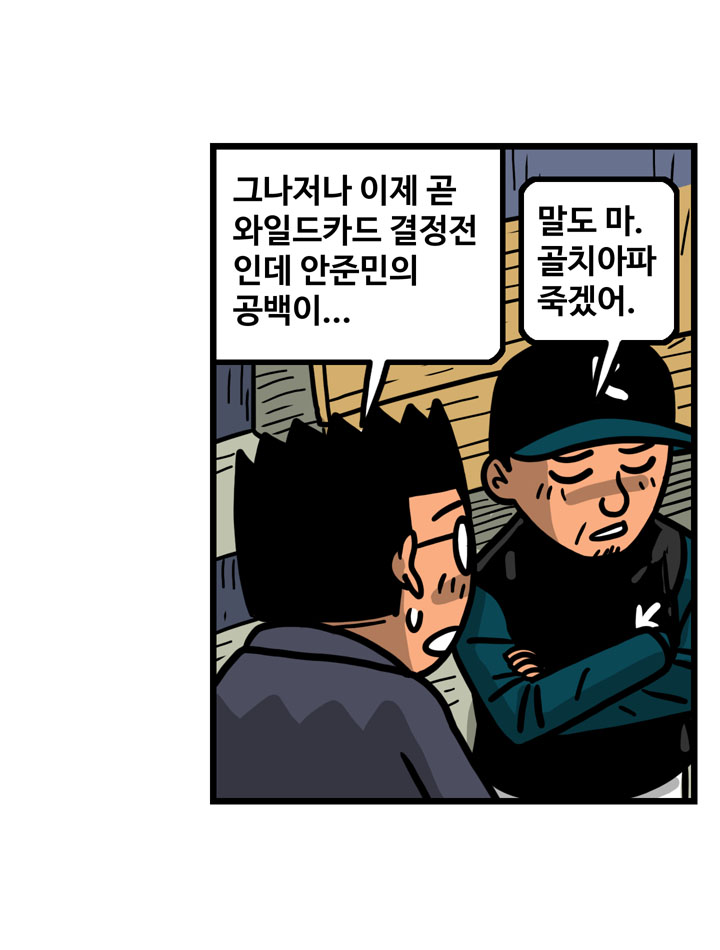 그나저나 이제 곧
와일드카드 결정전
인데 안준민의
공백이...
말도 마.
골치아파
죽겠어.